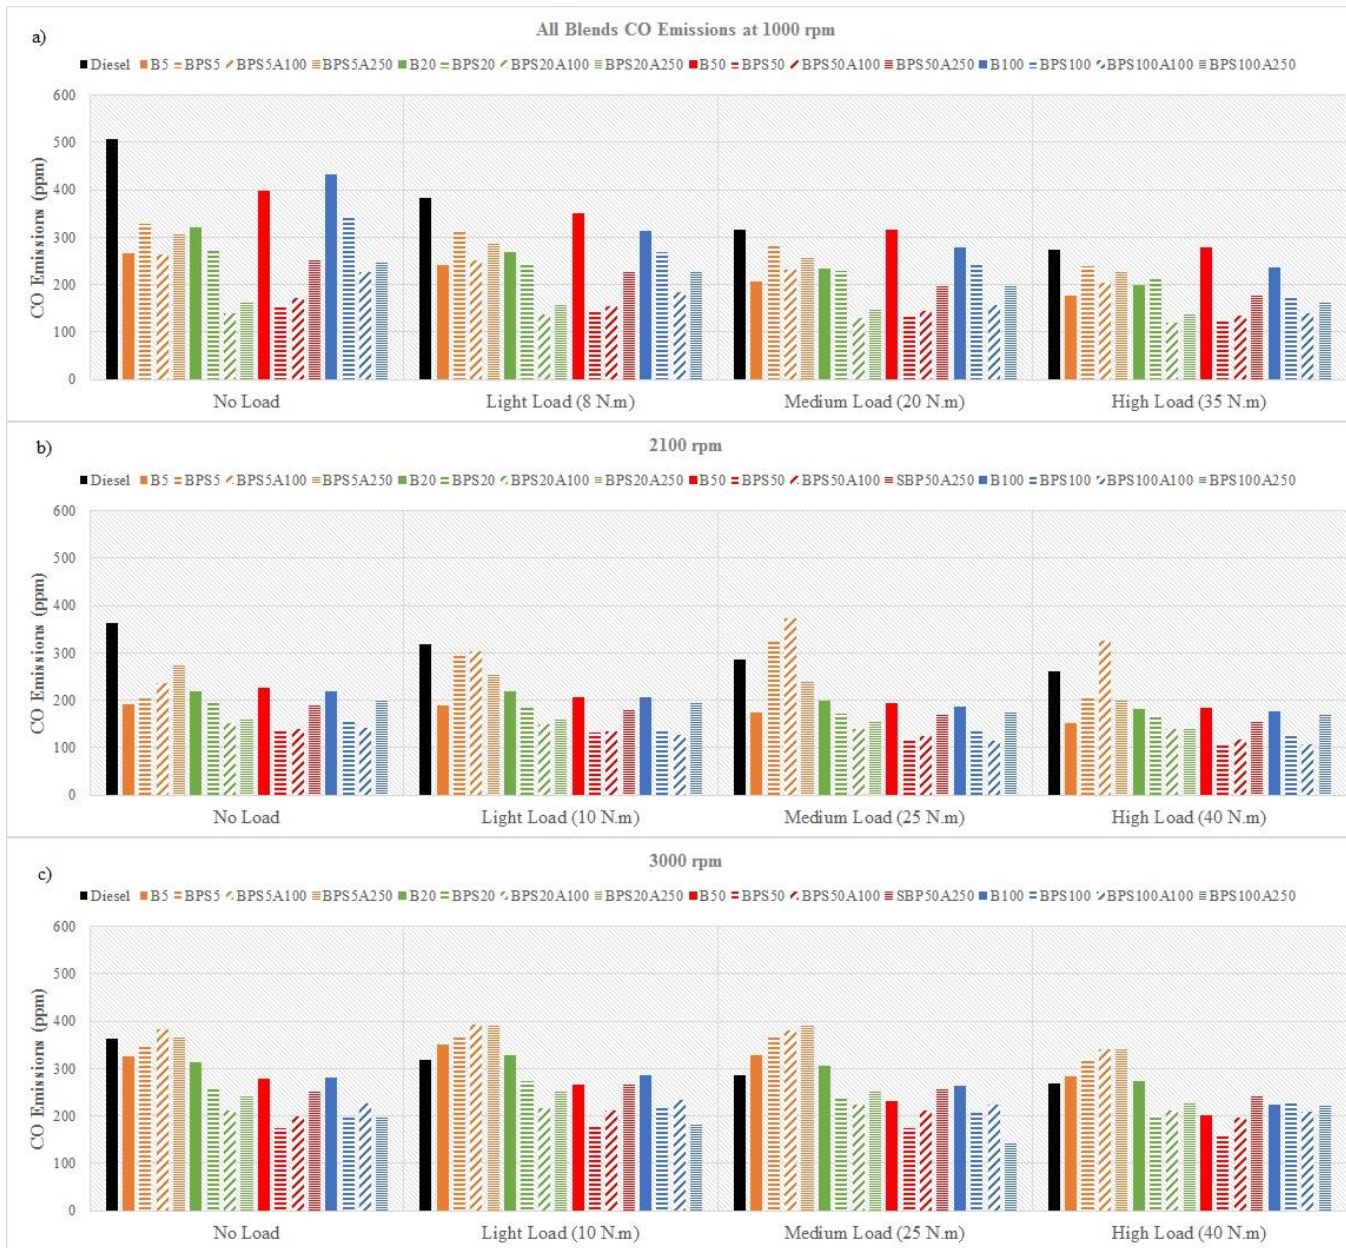 a)
All Blends CO Emissions at 1000 rpm
Diesel B5 BPS5 BPS5A100 BPS5A250 B20 BPS20 BPS20A100 BPS20A250 B50 BPS50 BPS50A100 BPS50A250 B100 BPS100 BPS100A100 BPS100A250
CO Emissions (ppm)
600
500
400
300
200
100
0
No Load Light Load (8 N.m) Medium Load (20 N.m) High Load (35 N.m)
b)
2100 rpm
Diesel B5 BPS5 BPS5A100 BPS5A250 B20 BPS20 BPS20A100 BPS20A250 B50 BPS50 BPS50A100 SBP50A250 B100 BPS100 BPS100A100 BPS100A250
CO Emissions (ppm)
600
500
400
300
200
100
0
No Load Light Load (10 N.m) Medium Load (25 N.m) High Load (40 N.m)
c)
3000 rpm
Diesel B5 BPS5 BPS5A100 BPS5A250 B20 BPS20 BPS20A100 BPS20A250 B50 BPS50 BPS50A100 SBP50A250 B100 BPS100 BPS100A100 BPS100A250
CO Emissions (ppm)
600
500
400
300
200
100
0
No Load Light Load (10 N.m) Medium Load (25 N.m) High Load (40 N.m)